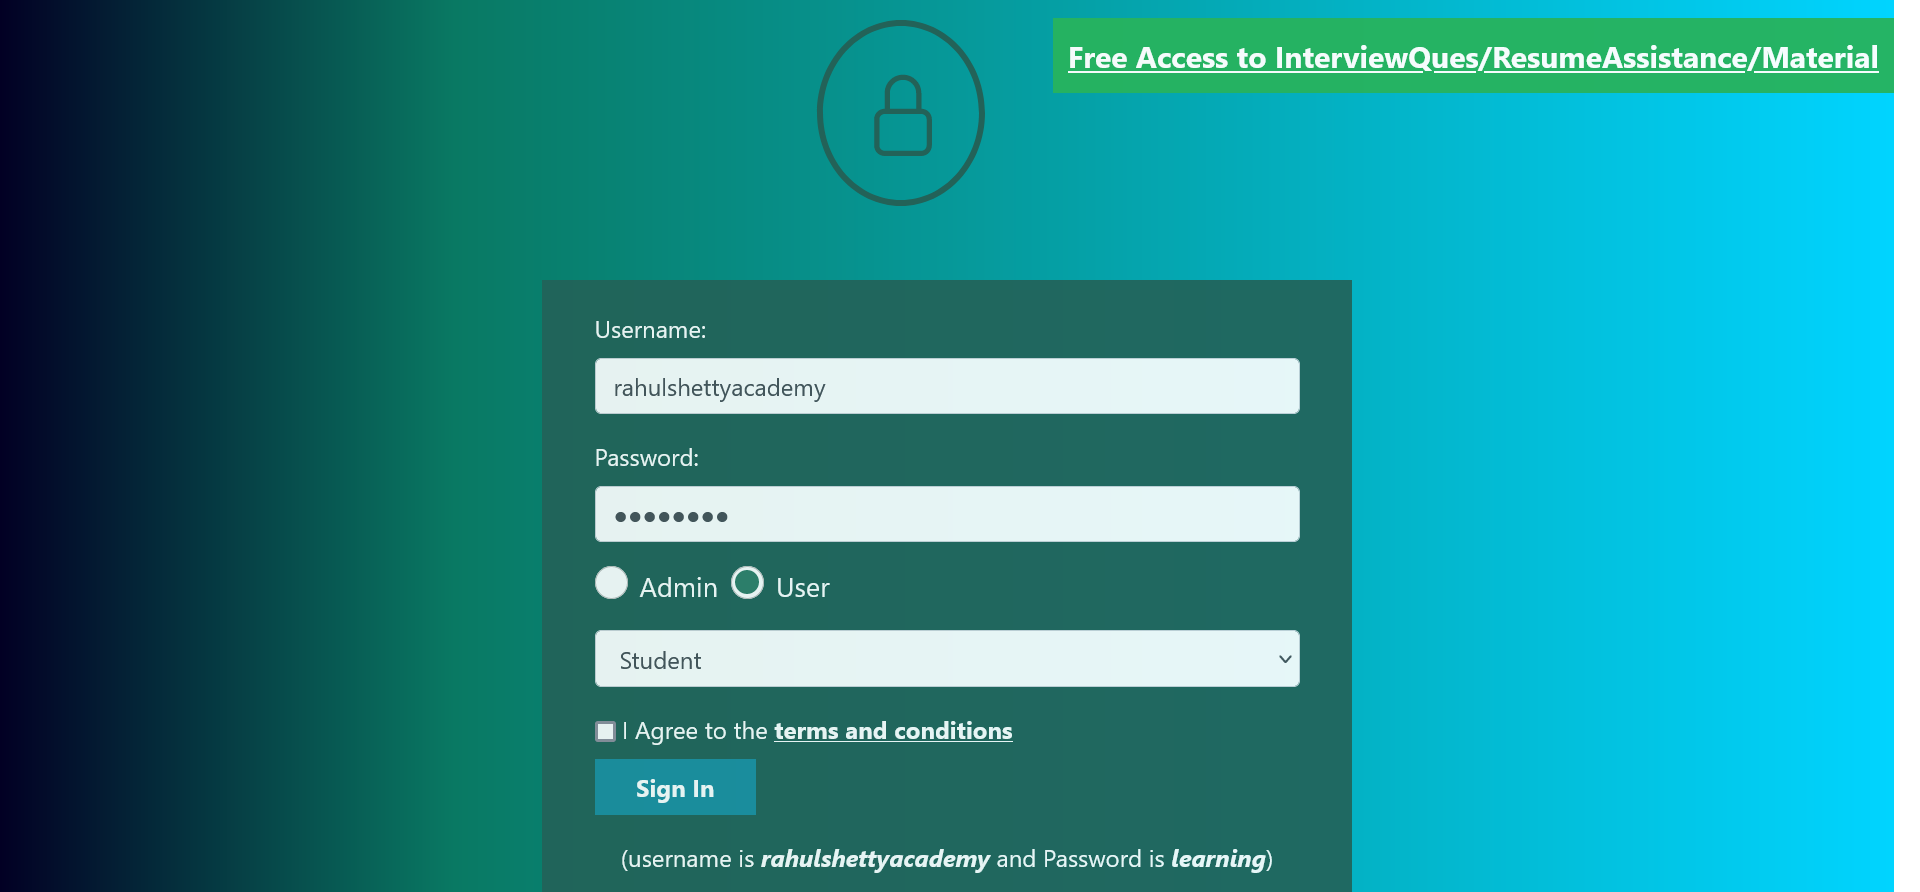 Free Access to InterviewQues/ResumeAssistance/Material
Username:
rahulshettyacademy
Password:
••••••••
Admin User
Student
I Agree to the terms and conditions
Sign In
(username is rahulshettyacademy and Password is learning)